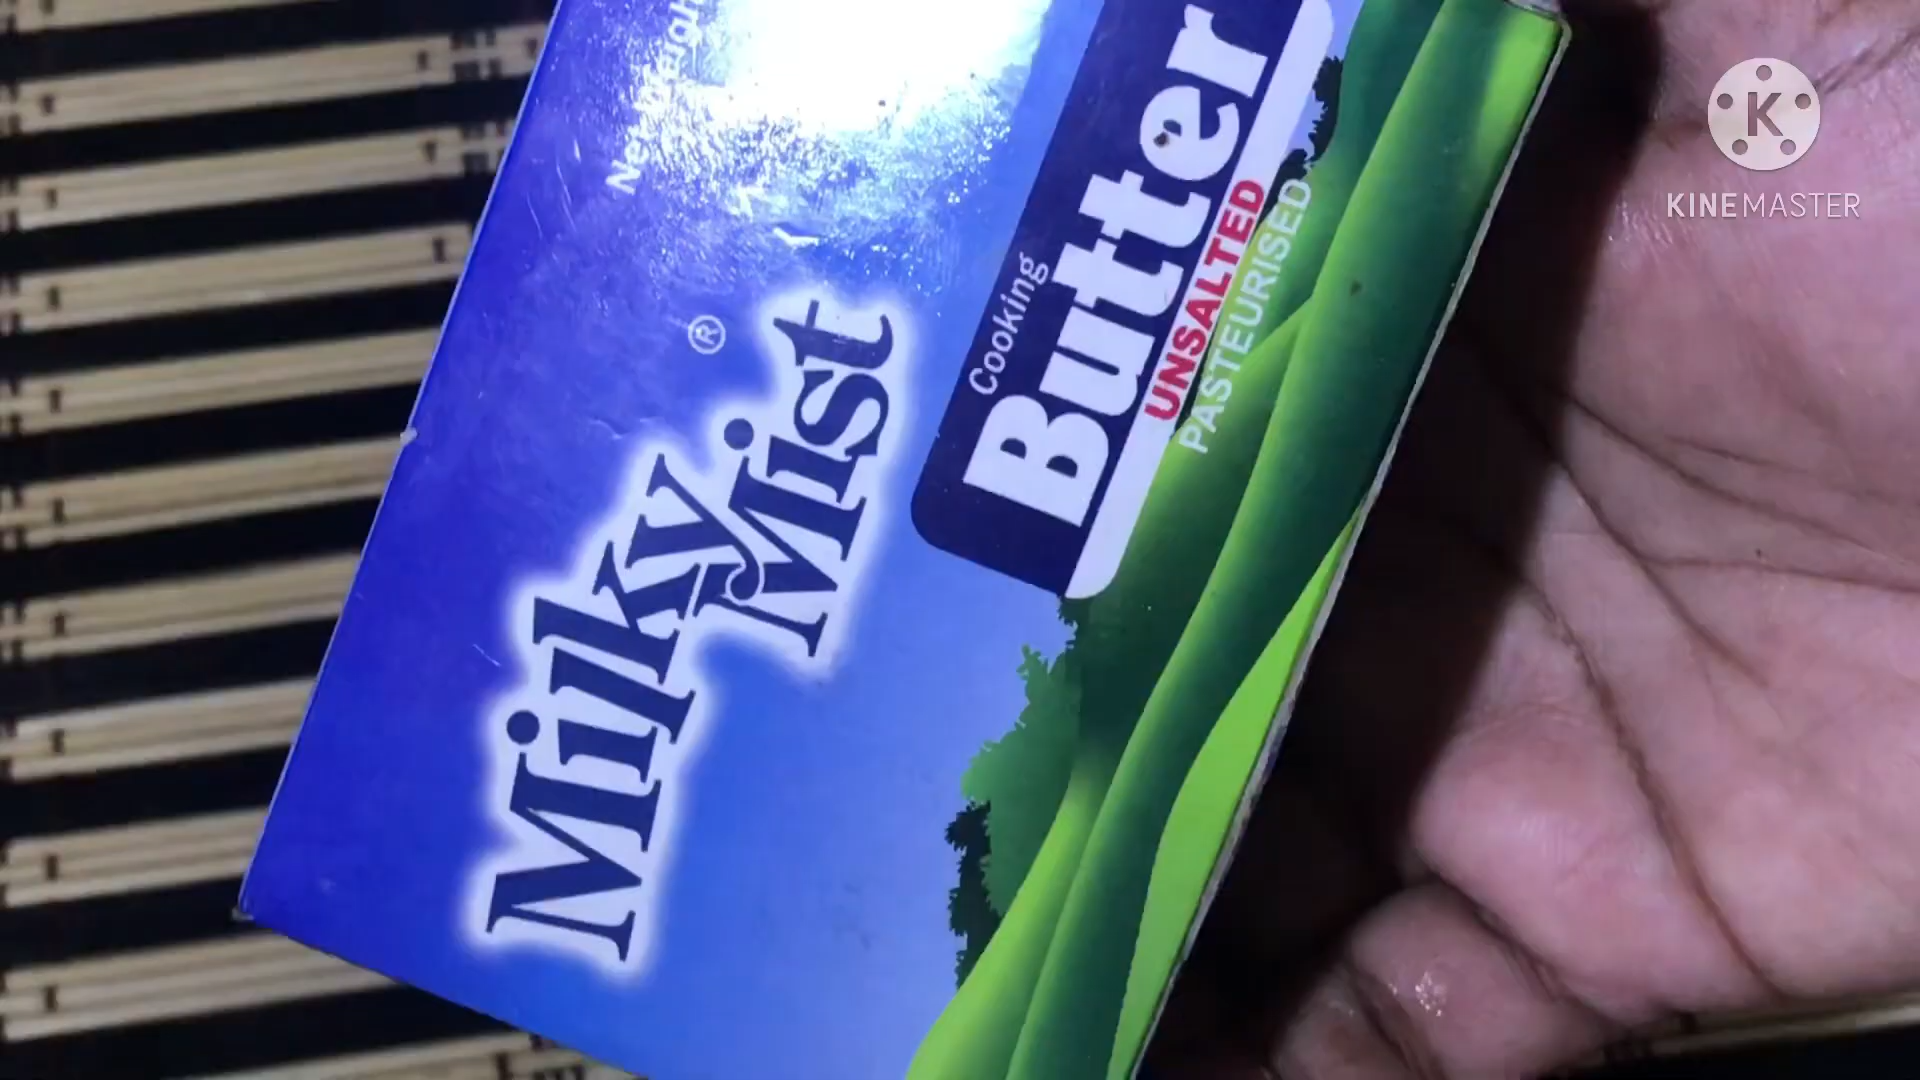 Milky
Mist
®
Cooking
Butter
UNSALTED
PASTEURISED
K
KINEMASTER